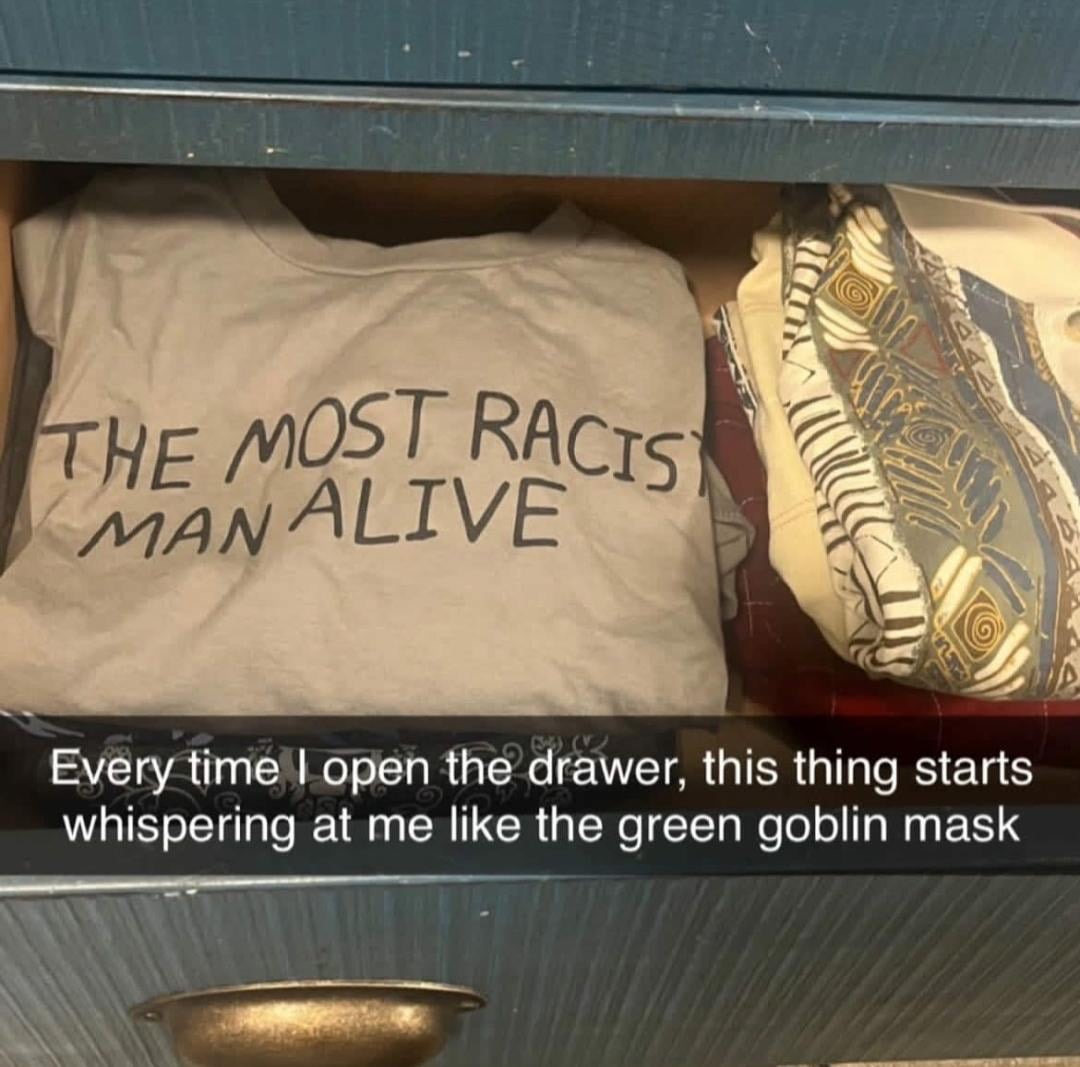 THE MOST RACIST
MAN ALIVE
Every time I open the drawer, this thing starts
whispering at me like the green goblin mask